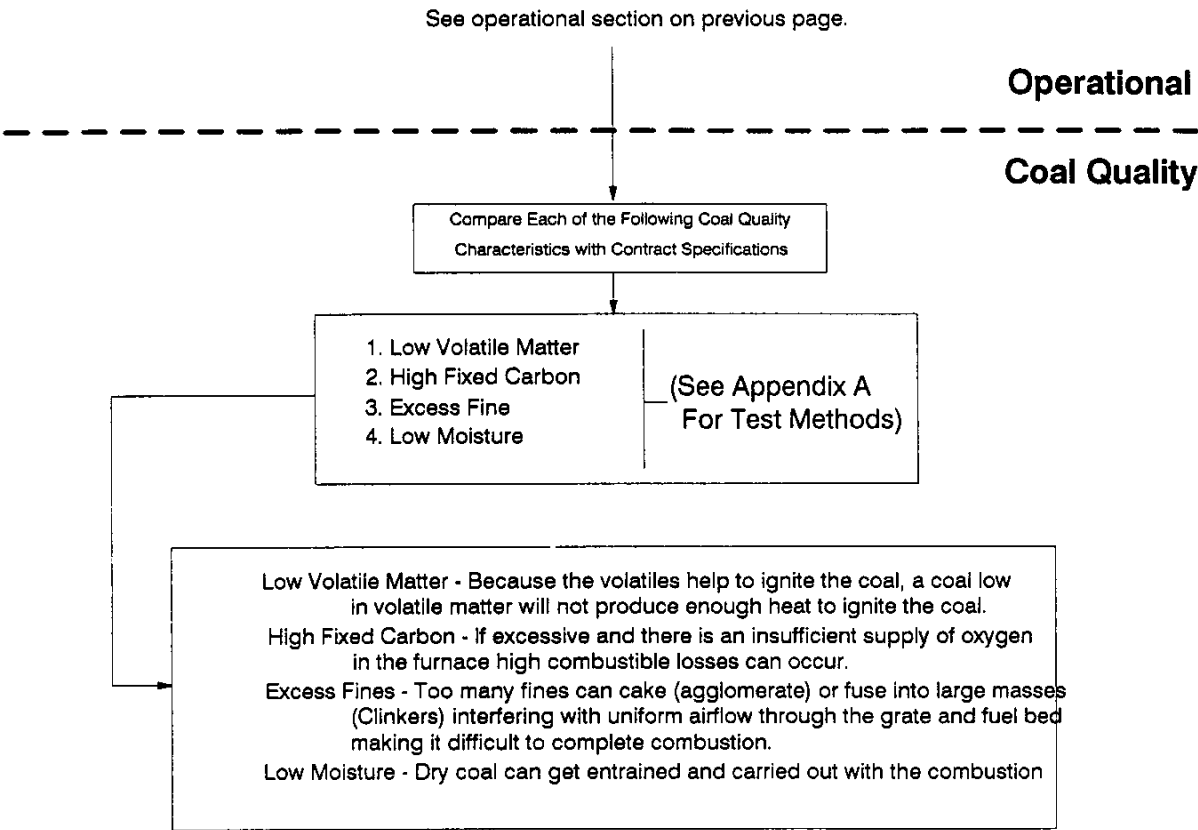 See operational section on previous page.
Operational
Coal Quality
Compare Each of the Following Coal Quality
Characteristics with Contract Specifications
1. Low Volatile Matter
2. High Fixed Carbon
3. Excess Fine
4. Low Moisture
(See Appendix A
For Test Methods)
Low Volatile Matter - Because the volatiles help to ignite the coal, a coal low
in volatile matter will not produce enough heat to ignite the coal.
High Fixed Carbon - If excessive and there is an insufficient supply of oxygen
in the furnace high combustible losses can occur.
Excess Fines - Too many fines can cake (agglomerate) or fuse into large masses
(Clinkers) interfering with uniform airflow through the grate and fuel bed
making it difficult to complete combustion.
Low Moisture - Dry coal can get entrained and carried out with the combustion